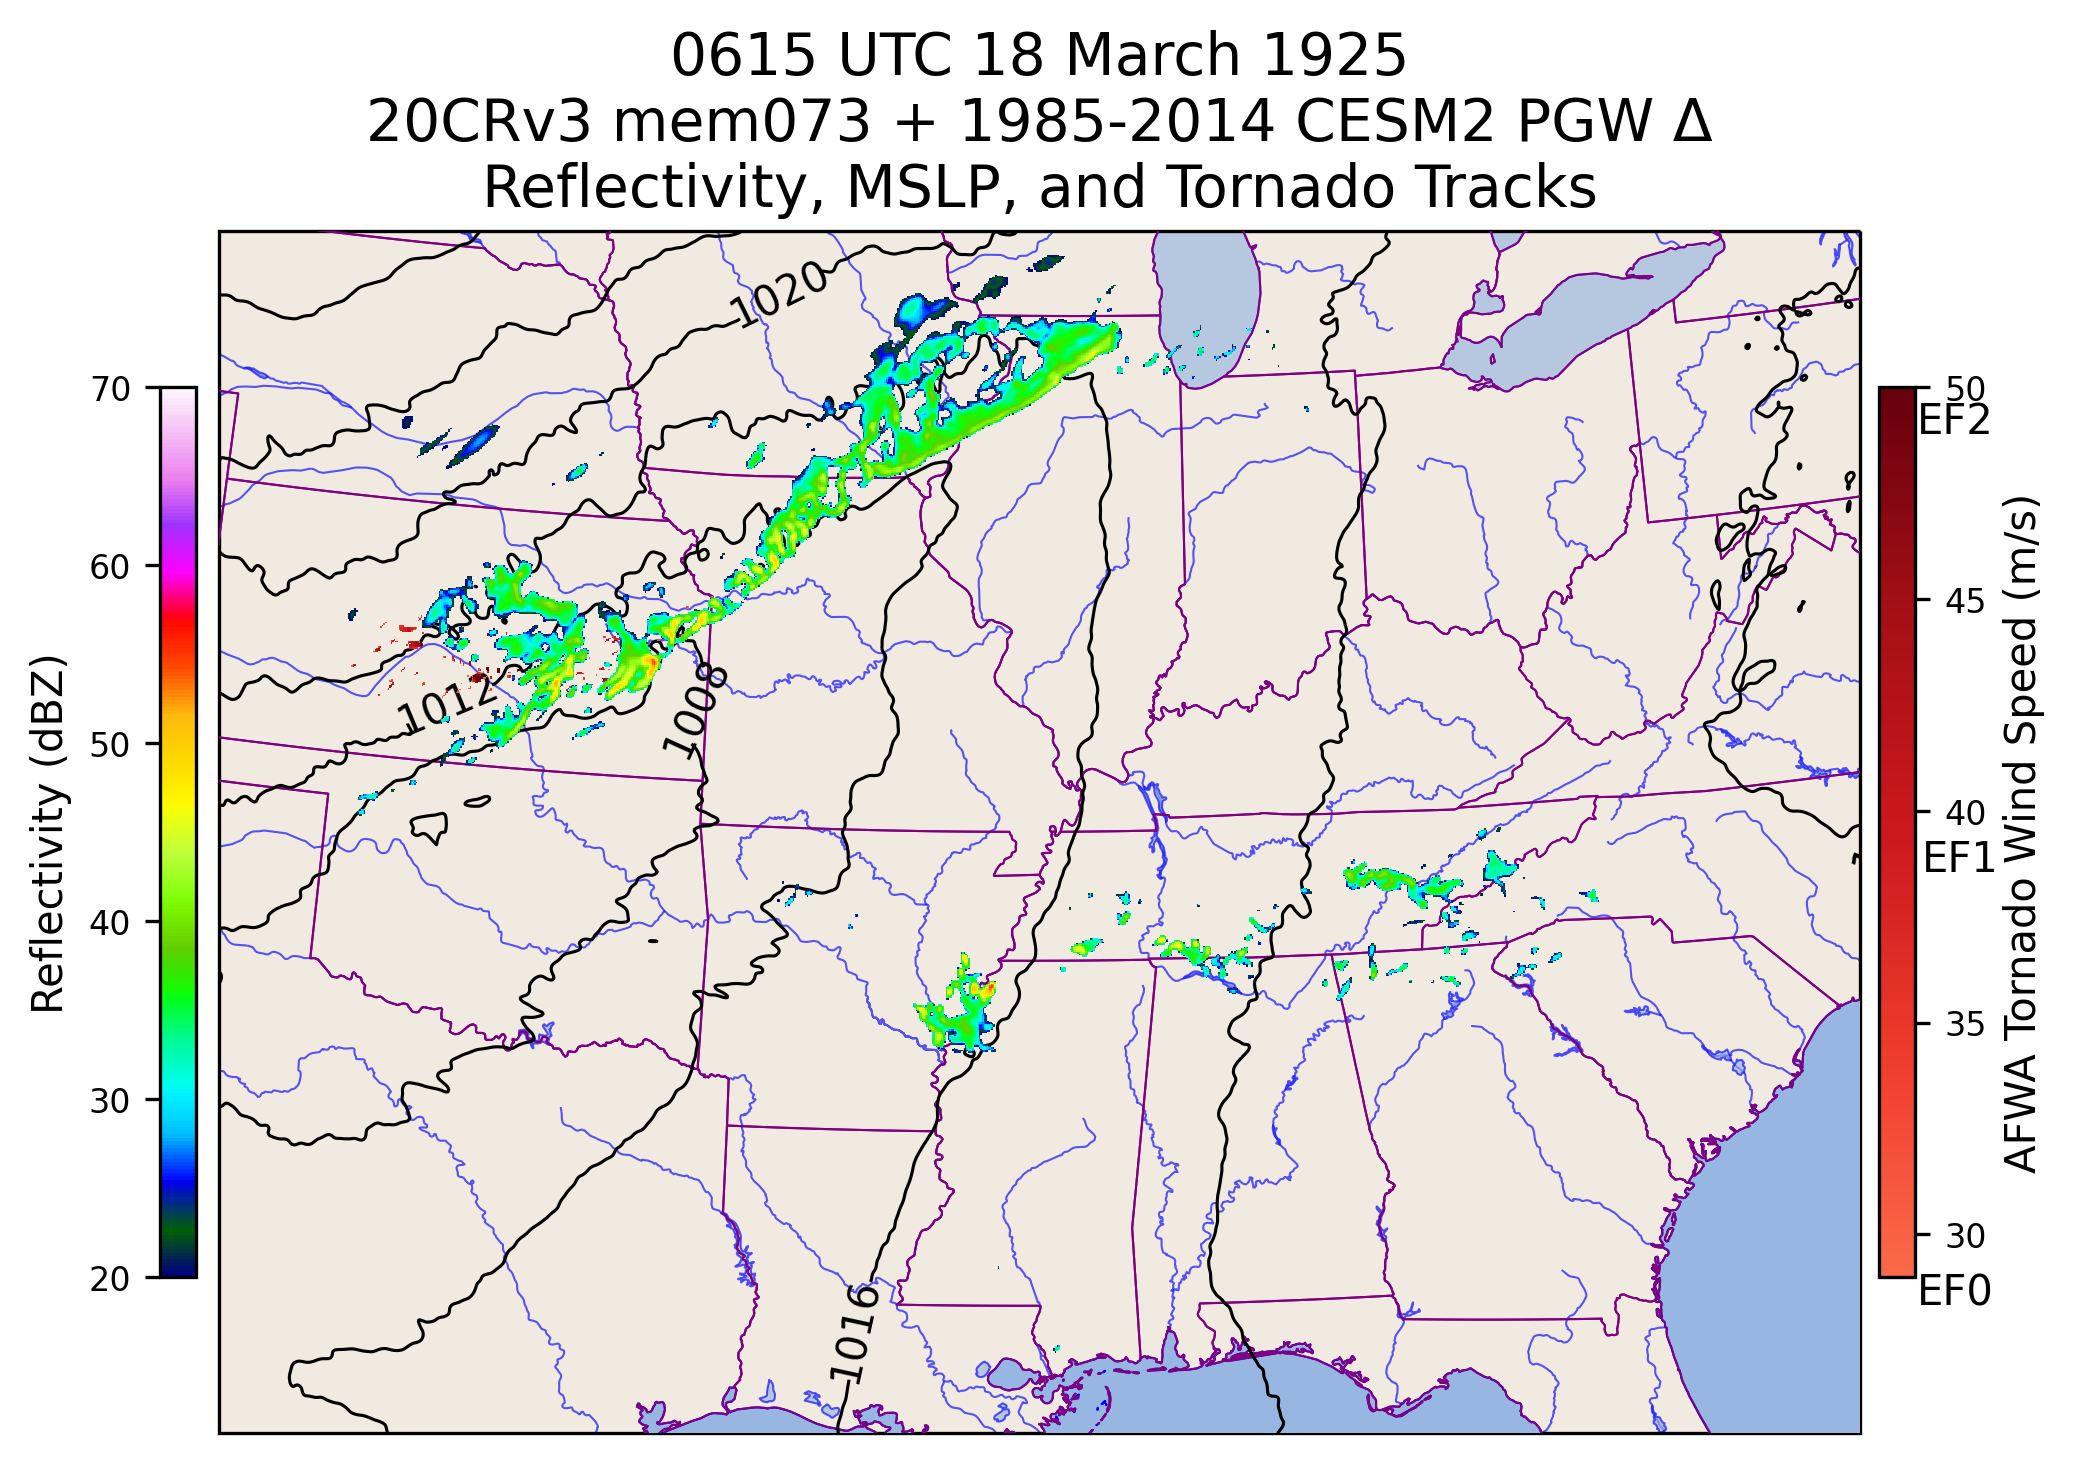 0615 UTC 18 March 1925
20CRv3 mem073 + 1985-2014 CESM2 PGW Δ
Reflectivity, MSLP, and Tornado Tracks
Reflectivity (dBZ)
70
60
50
40
30
20
1020
1012
1008
1016
50
EF2
45
40
EF1
35
30
EF0
AFWA Tornado Wind Speed (m/s)